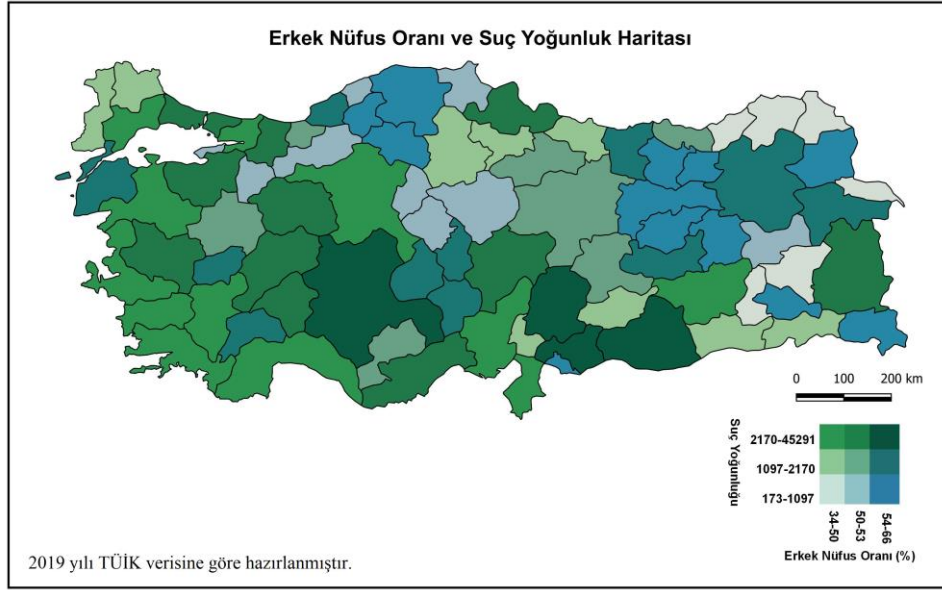 Erkek Nüfus Oranı ve Suç Yoğunluk Haritası
0 100 200 km
Suç Yoğunluğu
2170-45291
1097-2170
173-1097
34-50
50-53
54-66
Erkek Nüfus Oranı (%)
2019 yılı TÜİK verisine göre hazırlanmıştır.